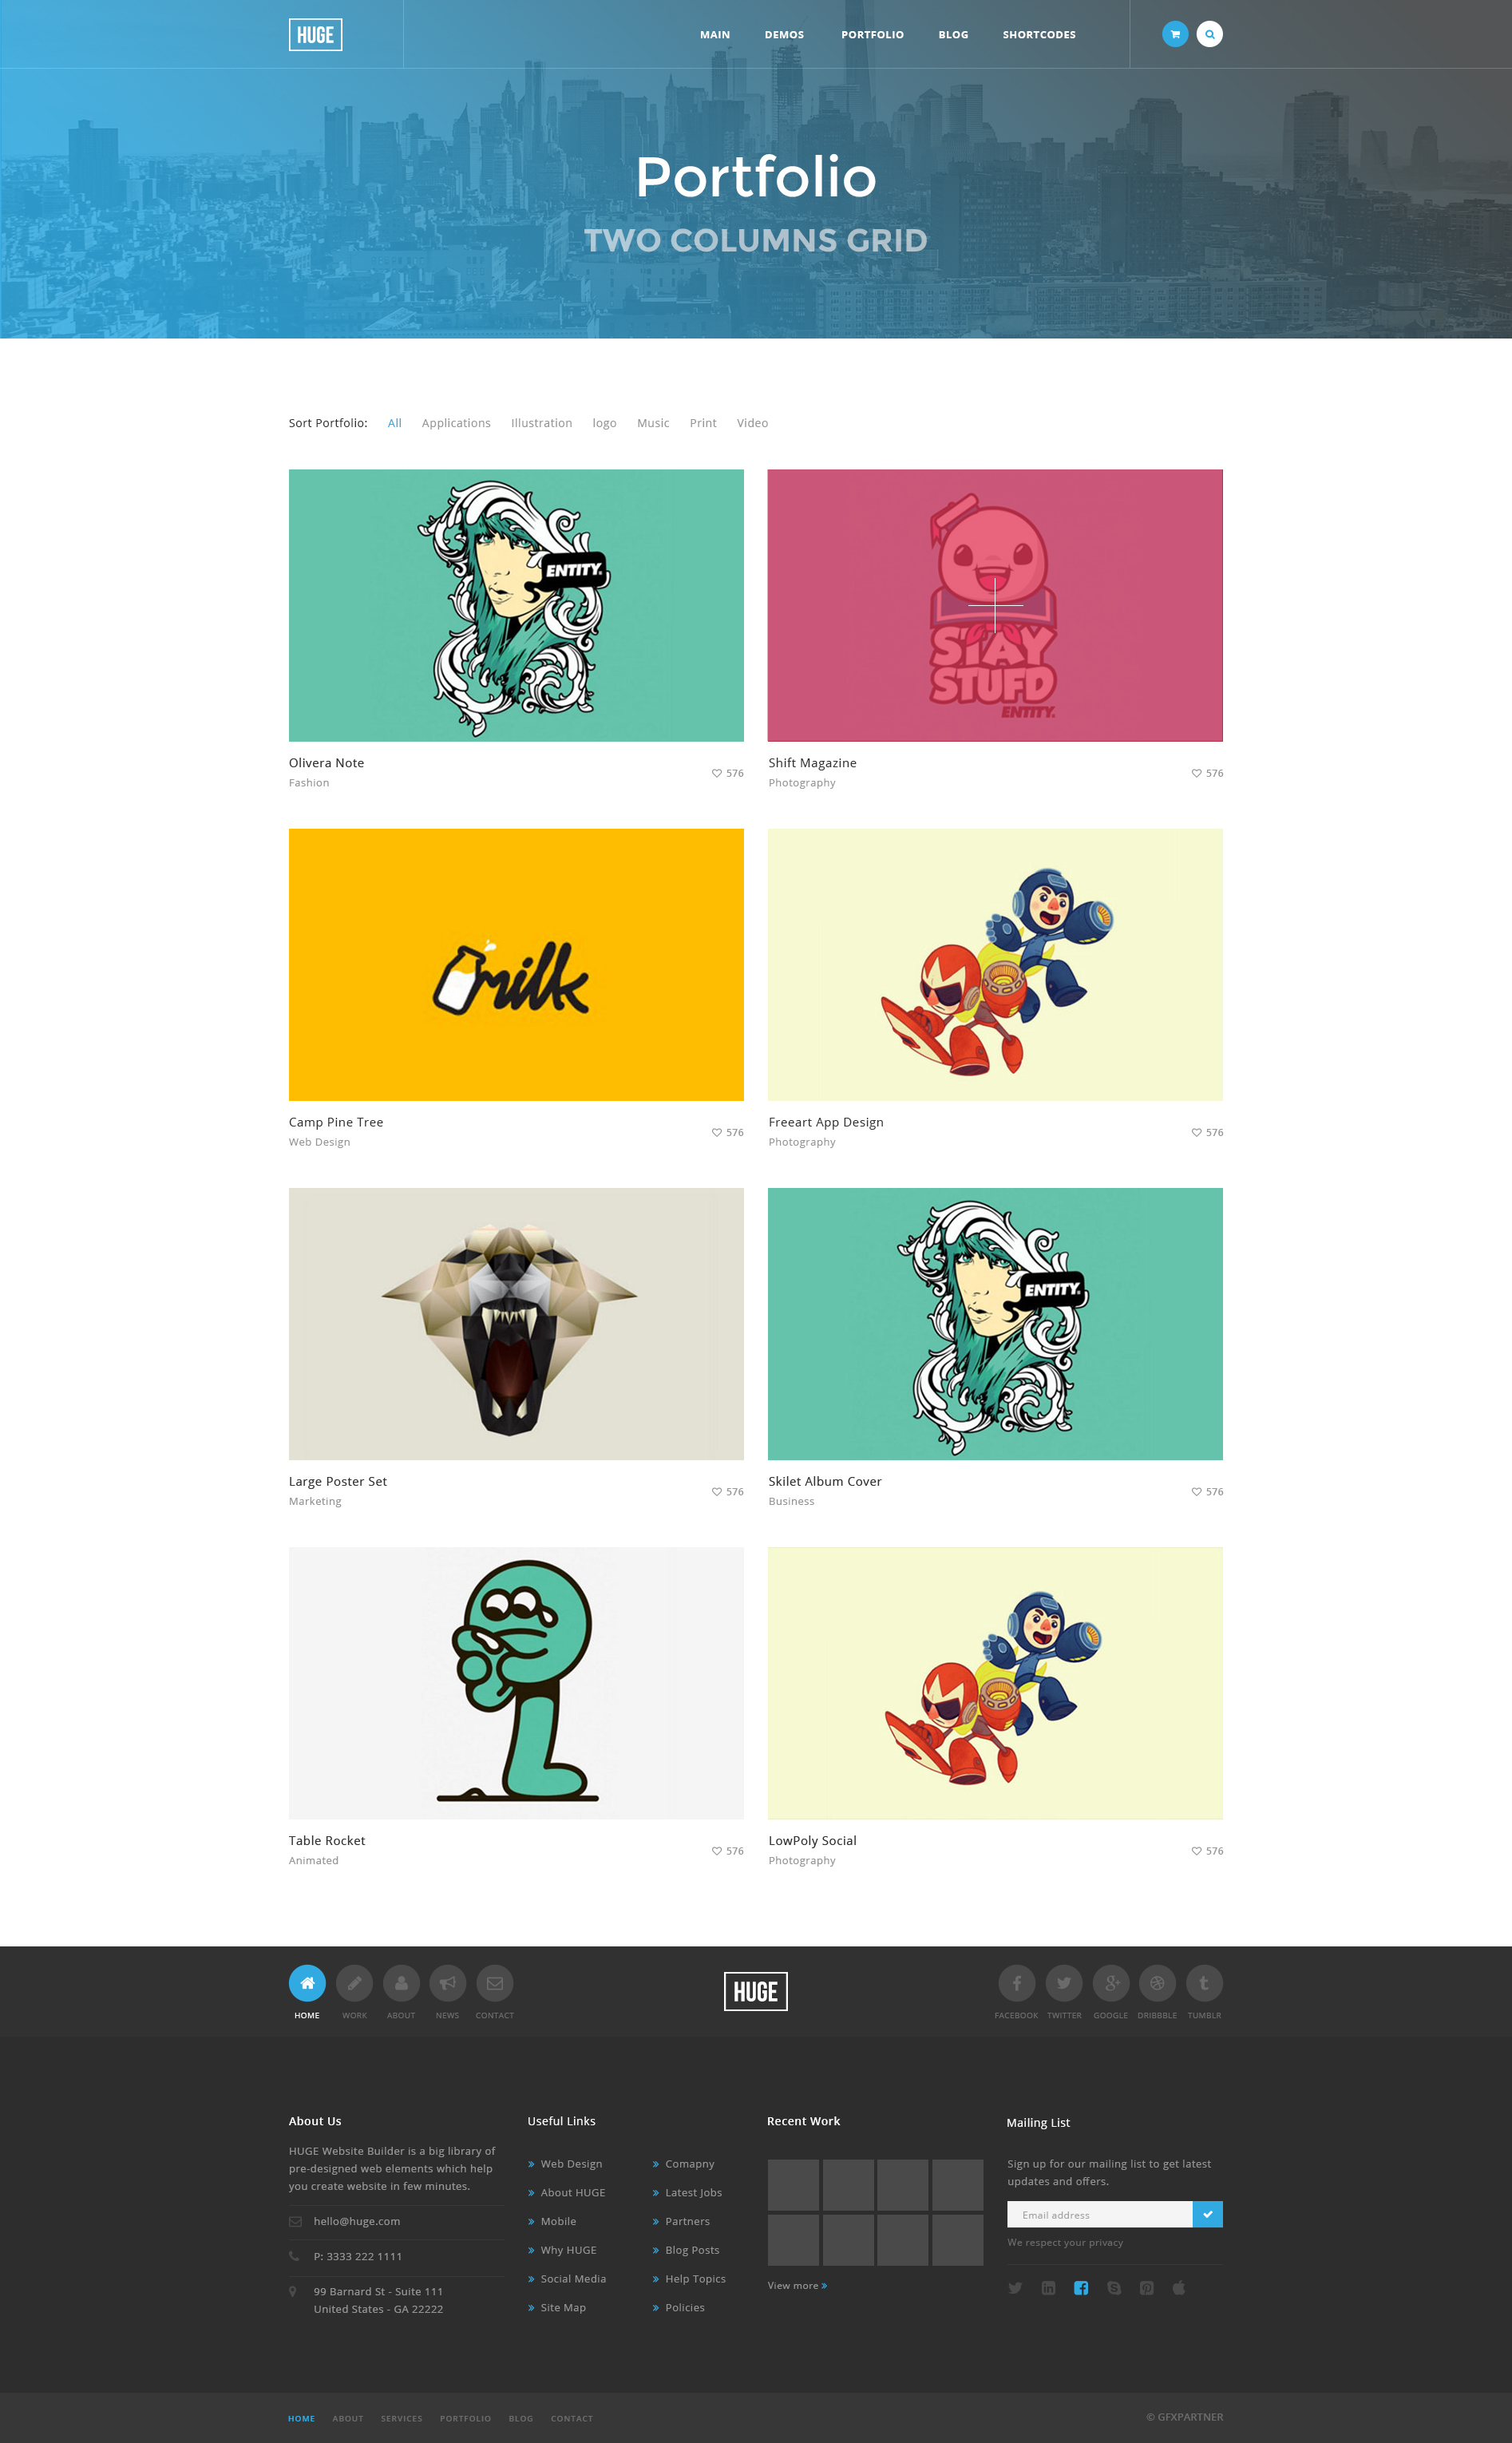 HUGE
MAIN DEMOS PORTFOLIO BLOG SHORTCODES
Portfolio
TWO COLUMNS GRID
Sort Portfolio: All Applications Illustration logo Music Print Video
ENTITY.
STAY
STUFD
ENTITY.
Olivera Note
Fashion
576
Shift Magazine
Photography
576
milk
Camp Pine Tree
Web Design
576
Freeart App Design
Photography
576
ENTITY.
Large Poster Set
Marketing
576
Skilet Album Cover
Business
576
Table Rocket
Animated
576
LowPoly Social
Photography
576
HOME WORK ABOUT NEWS CONTACT
HUGE
FACEBOOK TWITTER GOOGLE DRIBBBLE TUMBLR
About Us
HUGE Website Builder is a big library of
pre-designed web elements which help
you create website in few minutes.
hello@huge.com
P: 3333 222 1111
99 Barnard St - Suite 111
United States - GA 22222
Useful Links
Web Design
About HUGE
Mobile
Why HUGE
Social Media
Site Map
Comapny
Latest Jobs
Partners
Blog Posts
Help Topics
Policies
Recent Work
View more »
Mailing List
Sign up for our mailing list to get latest
updates and offers.
Email address
We respect your privacy
HOME ABOUT SERVICES PORTFOLIO BLOG CONTACT
© GFXPARTNER